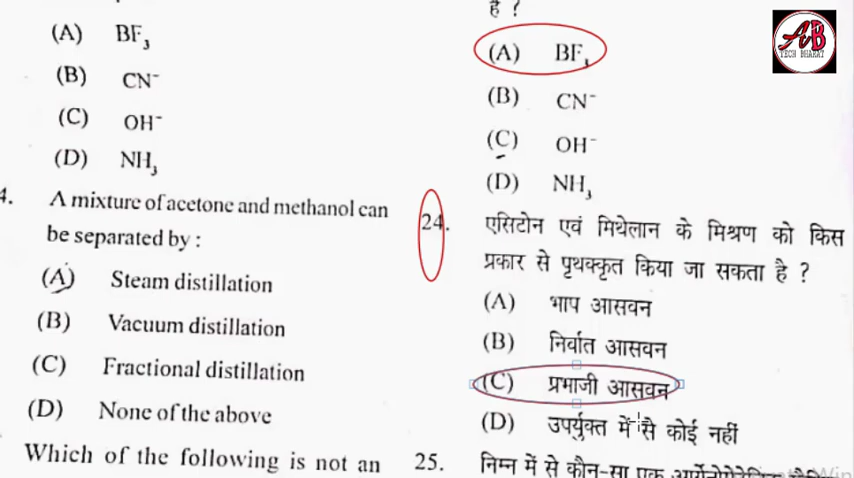 (A) BF₃
(B) CN⁻
(C) OH⁻
(D) NH₃
4. A mixture of acetone and methanol can
be separated by :
(A) Steam distillation
(B) Vacuum distillation
(C) Fractional distillation
(D) None of the above
Which of the following is not an
है ?
(A) BF₃
(B) CN⁻
(C) OH⁻
(D) NH₃
24. एसिटोन एवं मिथेलान के मिश्रण को किस
प्रकार से पृथक्कृत किया जा सकता है ?
(A) भाप आसवन
(B) निर्वात आसवन
(C) प्रभाजी आसवन
(D) उपर्युक्त में से कोई नहीं
25. निम्न में से कौन-सा एक
AB
TECH BHARAT